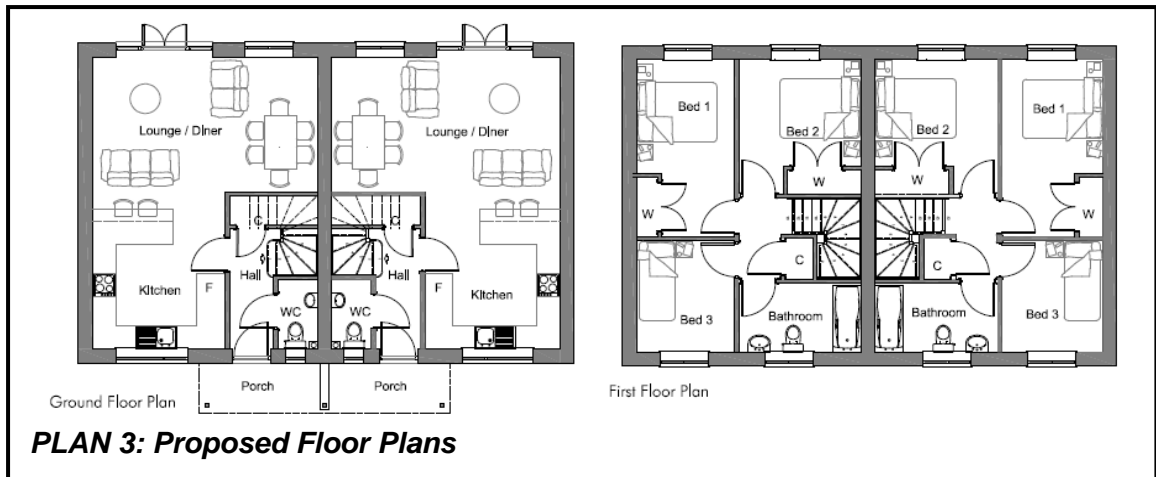 Lounge / Diner
Lounge / Diner
C
C
Hall
Hall
F
F
Kitchen
Kitchen
WC
WC
Porch
Porch
Ground Floor Plan
Bed 1
Bed 2
Bed 2
Bed 1
W
W
W
W
C
C
Bed 3
Bathroom
Bathroom
Bed 3
First Floor Plan
PLAN 3: Proposed Floor Plans